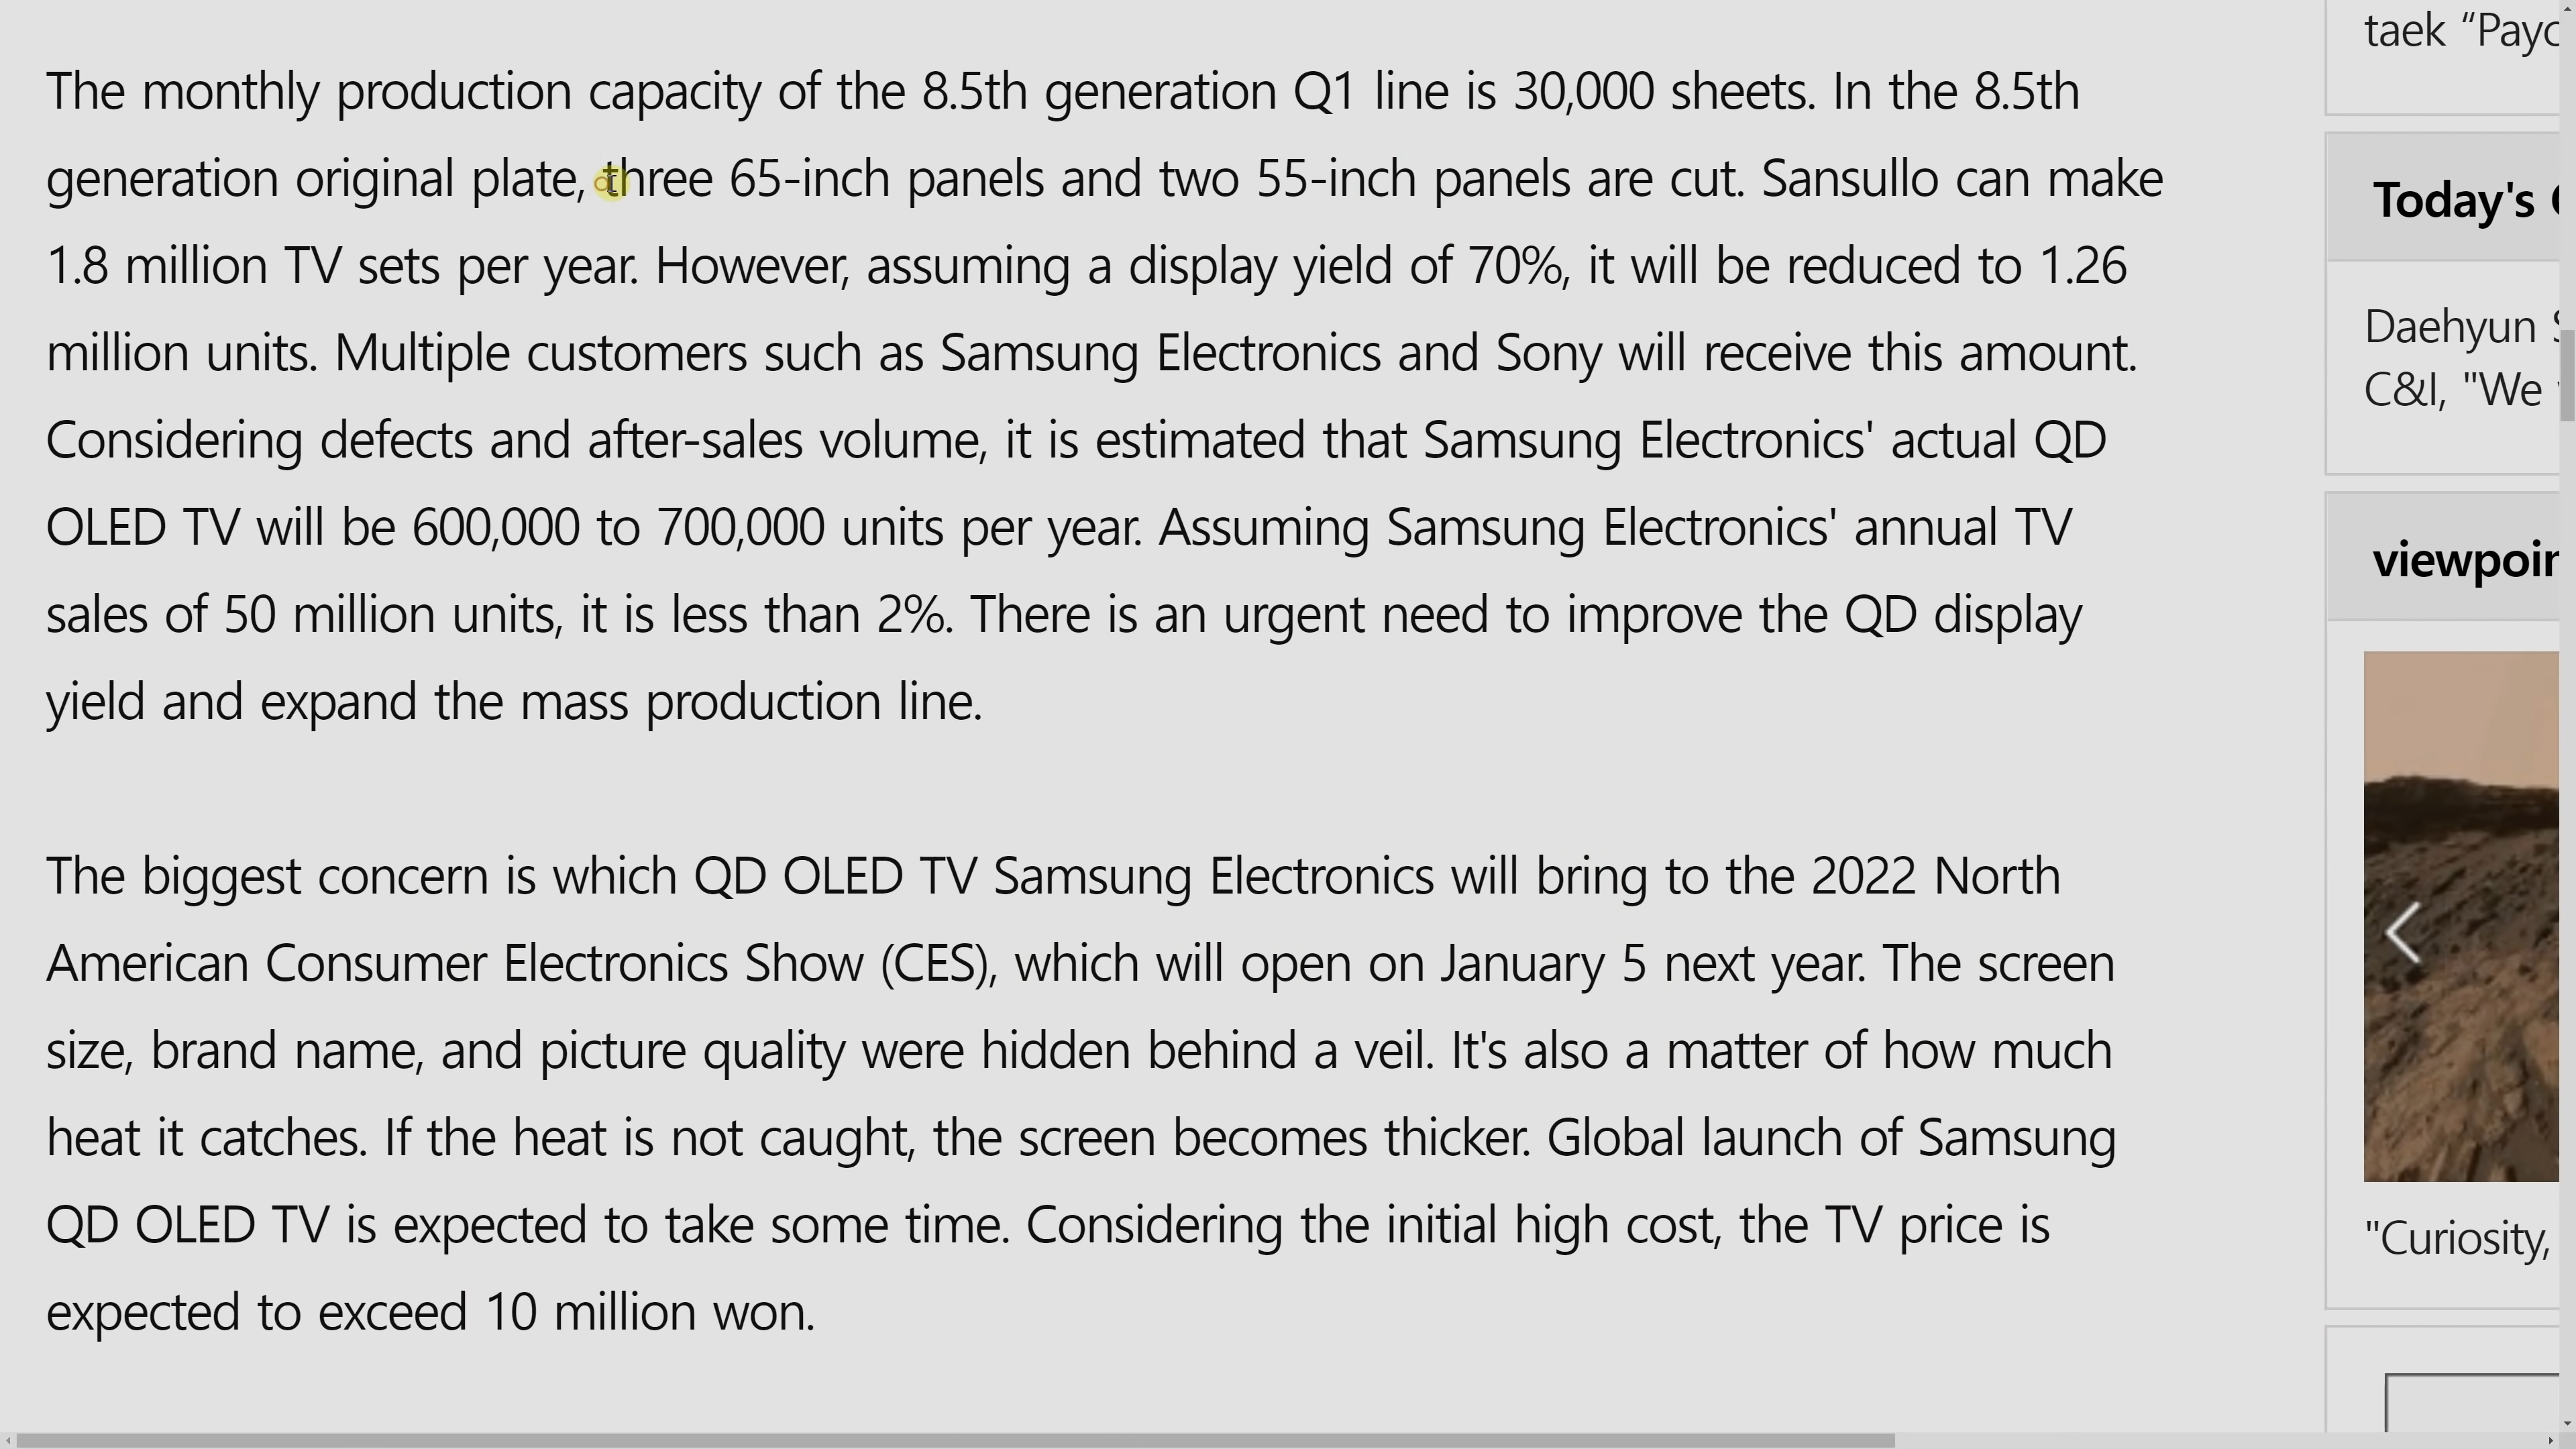 The monthly production capacity of the 8.5th generation Q1 line is 30,000 sheets. In the 8.5th
generation original plate, three 65-inch panels and two 55-inch panels are cut. Sansullo can make
1.8 million TV sets per year. However, assuming a display yield of 70%, it will be reduced to 1.26
million units. Multiple customers such as Samsung Electronics and Sony will receive this amount.
Considering defects and after-sales volume, it is estimated that Samsung Electronics' actual QD
OLED TV will be 600,000 to 700,000 units per year. Assuming Samsung Electronics' annual TV
sales of 50 million units, it is less than 2%. There is an urgent need to improve the QD display
yield and expand the mass production line.
The biggest concern is which QD OLED TV Samsung Electronics will bring to the 2022 North
American Consumer Electronics Show (CES), which will open on January 5 next year. The screen
size, brand name, and picture quality were hidden behind a veil. It's also a matter of how much
heat it catches. If the heat is not caught, the screen becomes thicker. Global launch of Samsung
QD OLED TV is expected to take some time. Considering the initial high cost, the TV price is
expected to exceed 10 million won.
taek
Today's
Daehyun
C&I, "We
"Curiosity,